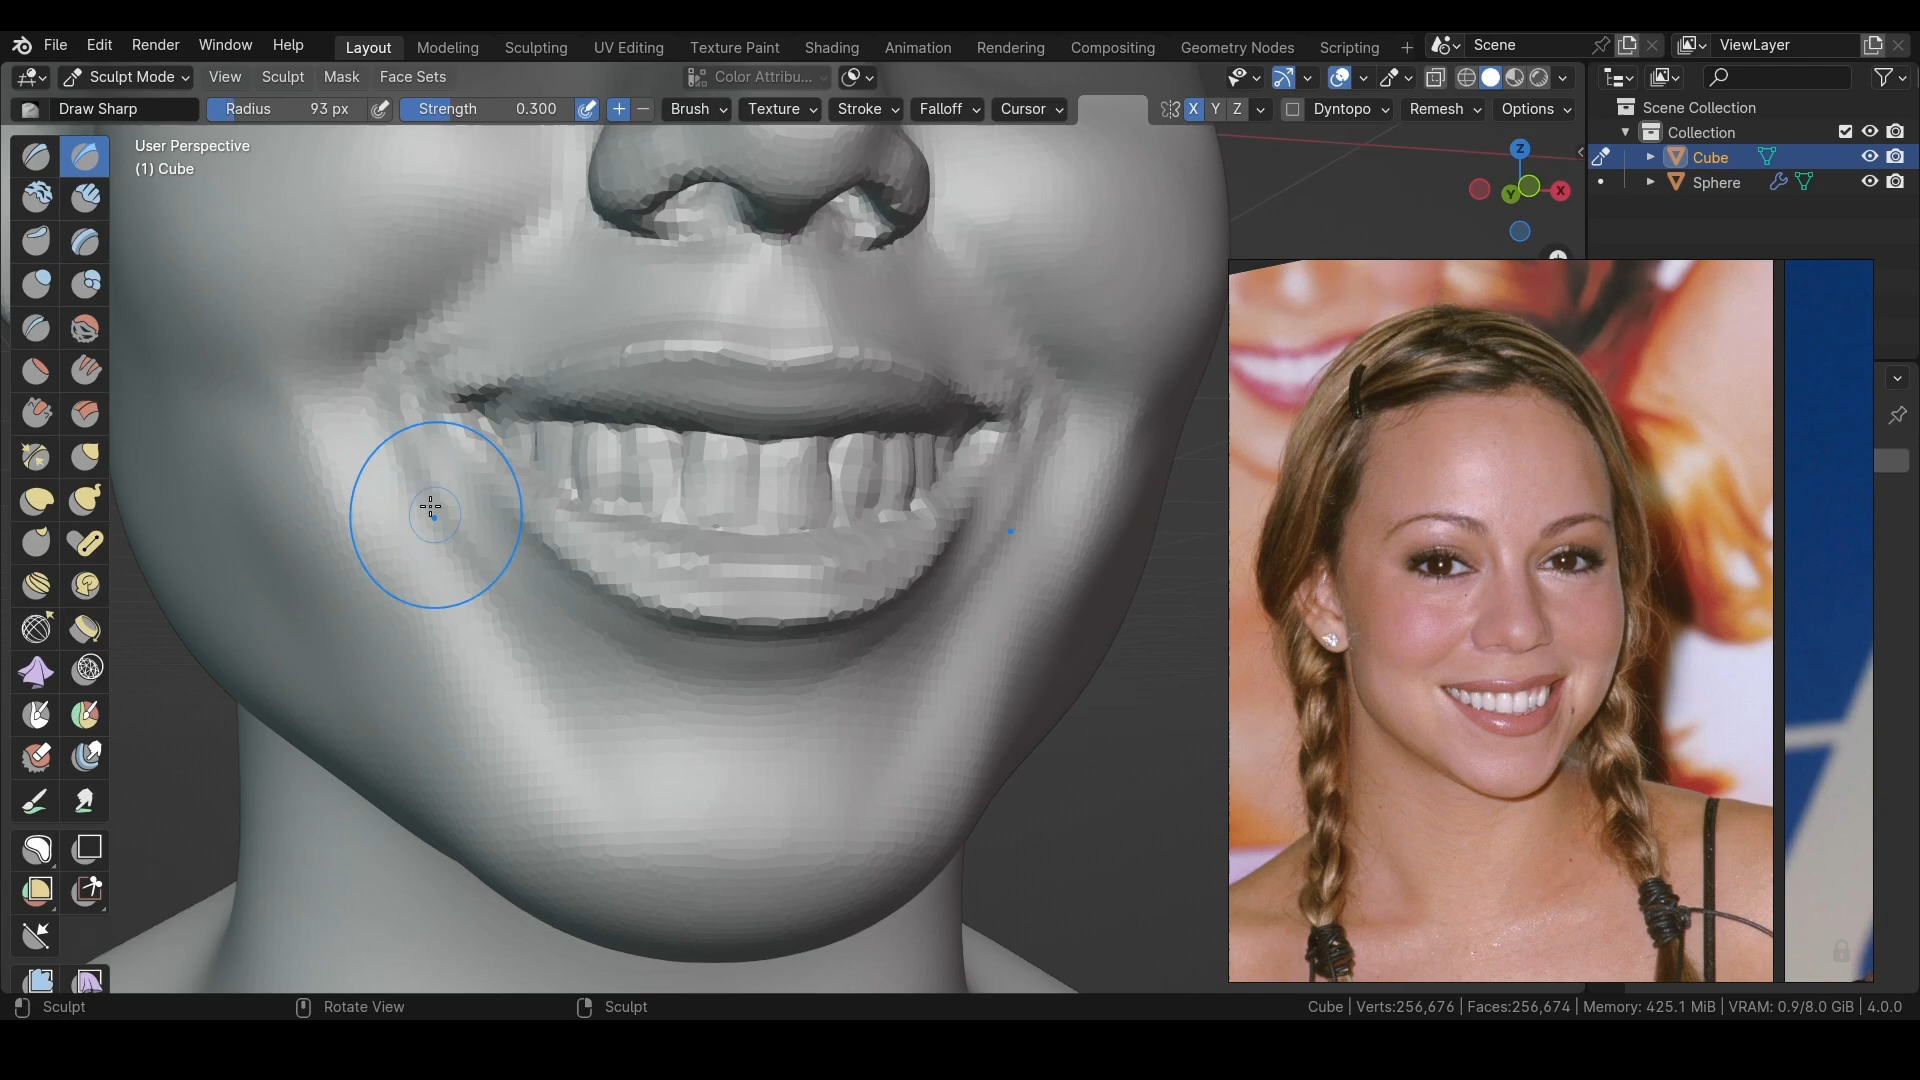 File Edit Render Window Help Layout Modeling Sculpting UV Editing Texture Paint Shading Animation Rendering Compositing Geometry Nodes Scripting + Scene ViewLayer
Sculpt Mode View Sculpt Mask Face Sets Color Attribu...
Draw Sharp Radius 93 px Strength 0.300 + − Brush Texture Stroke Falloff Cursor X Y Z Dyntopo Remesh Options
Scene Collection
Collection
Cube
Sphere
User Perspective
(1) Cube
Z
Y X
Sculpt Rotate View Sculpt Cube | Verts:256,676 | Faces:256,674 | Memory: 425.1 MiB | VRAM: 0.9/8.0 GiB | 4.0.0